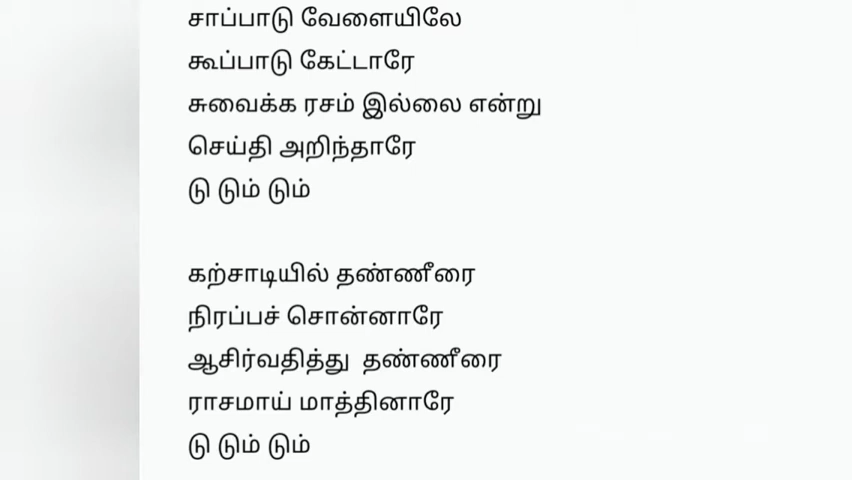 சாப்பாடு வேளையிலே
கூப்பாடு கேட்டாரே
சுவைக்க ரசம் இல்லை என்று
செய்தி அறிந்தாரே
டு டும் டும்
கற்சாடியில் தண்ணீரை
நிரப்பச் சொன்னாரே
ஆசிர்வதித்து தண்ணீரை
ராசமாய் மாத்தினாரே
டு டும் டும்